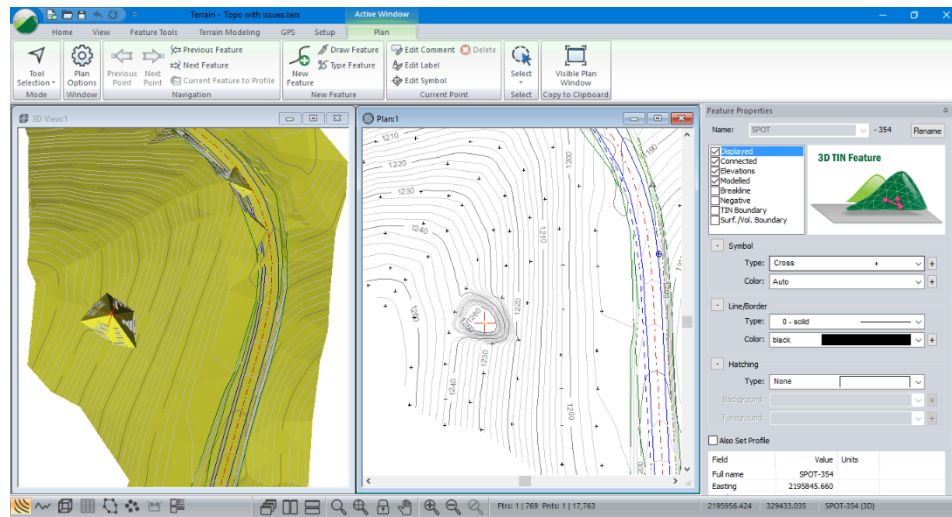 Terrain - Topo with issues.terx
Active Window
Home View Feature Tools Terrain Modeling GPS Setup Plan
Tool Selection
Mode
Plan Options
Window
Previous Point
Next Point
Previous Feature
Next Feature
Current Feature to Profile
Navigation
New Feature
Draw Feature
Type Feature
New Feature
Edit Comment Delete
Edit Label
Edit Symbol
Current Point
Select
Select
Visible Plan Window
Copy to Clipboard
3D View:1
Plan:1
1210
1220
1230
1240
1200
1190
1210
1220
1260
1230
1240
1210
1200
1200
Feature Properties
Name: SPOT - 354 Rename
Displayed
Connected
Elevations
Modelled
Breakline
Negative
TIN Boundary
Surf./Vol. Boundary
3D TIN Feature
Symbol
Type: Cross
Color: Auto
Line/Border
Type: 0 - solid
Color: black
Hatching
Type: None
Background:
Foreground:
Also Set Profile
Field Value Units
Full name SPOT-354
Easting 2195845.660
Ftrs: 1 | 769 Pnts: 1 | 17,763
2195956.424 329433.035 SPOT-354 (3D)